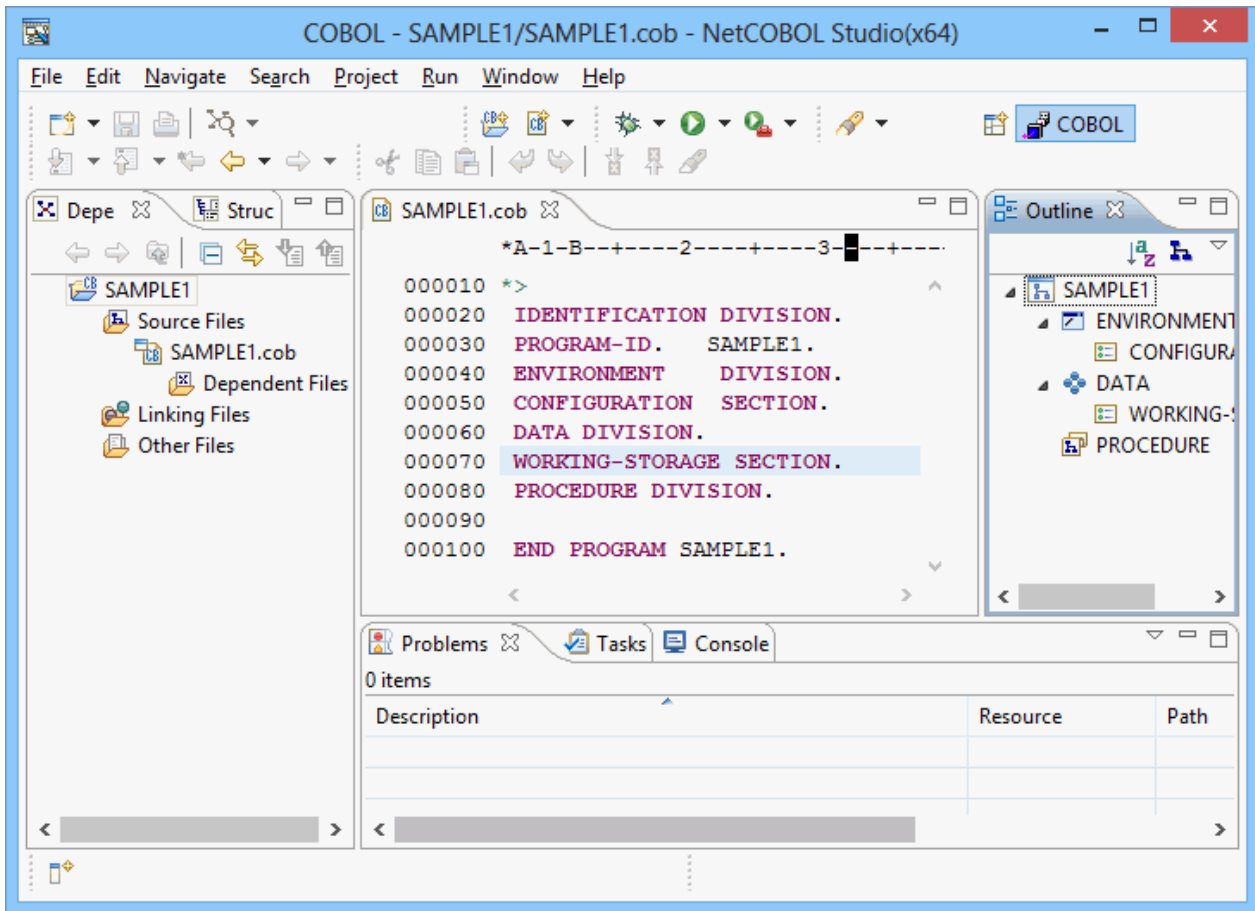 COBOL - SAMPLE1/SAMPLE1.cob - NetCOBOL Studio(x64)
File Edit Navigate Search Project Run Window Help
COBOL
Depe
Struc
SAMPLE1
Source Files
SAMPLE1.cob
Dependent Files
Linking Files
Other Files
SAMPLE1.cob
*A-1-B--+----2----+----3----+---
000010 *>
000020 IDENTIFICATION DIVISION.
000030 PROGRAM-ID. SAMPLE1.
000040 ENVIRONMENT DIVISION.
000050 CONFIGURATION SECTION.
000060 DATA DIVISION.
000070 WORKING-STORAGE SECTION.
000080 PROCEDURE DIVISION.
000090
000100 END PROGRAM SAMPLE1.
Outline
SAMPLE1
ENVIRONMENT
CONFIGURA
DATA
WORKING-
PROCEDURE
Problems Tasks Console
0 items
Description Resource Path